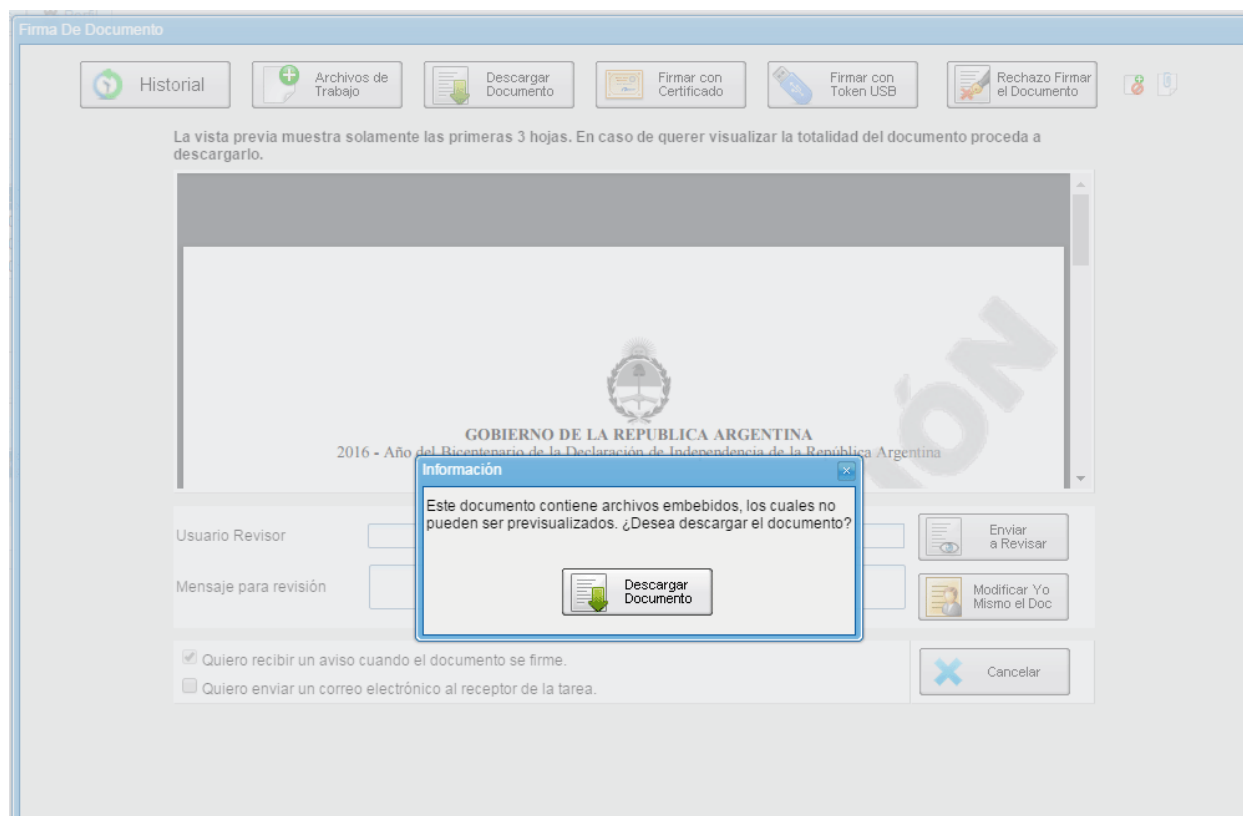 Firma De Documento
Historial
Archivos de
Trabajo
Descargar
Documento
Firmar con
Certificado
Firmar con
Token USB
Rechazo Firmar
el Documento
La vista previa muestra solamente las primeras 3 hojas. En caso de querer visualizar la totalidad del documento proceda a
descargarlo.
GOBIERNO DE LA REPUBLICA ARGENTINA
2016 - Año del Bicentenario de la Declaración de Independencia de la República Argentina
Información
Este documento contiene archivos embebidos, los cuales no
pueden ser previsualizados. ¿Desea descargar el documento?
Descargar
Documento
Usuario Revisor
Enviar
a Revisar
Mensaje para revisión
Modificar Yo
Mismo el Doc
Quiero recibir un aviso cuando el documento se firme.
Quiero enviar un correo electrónico al receptor de la tarea.
Cancelar